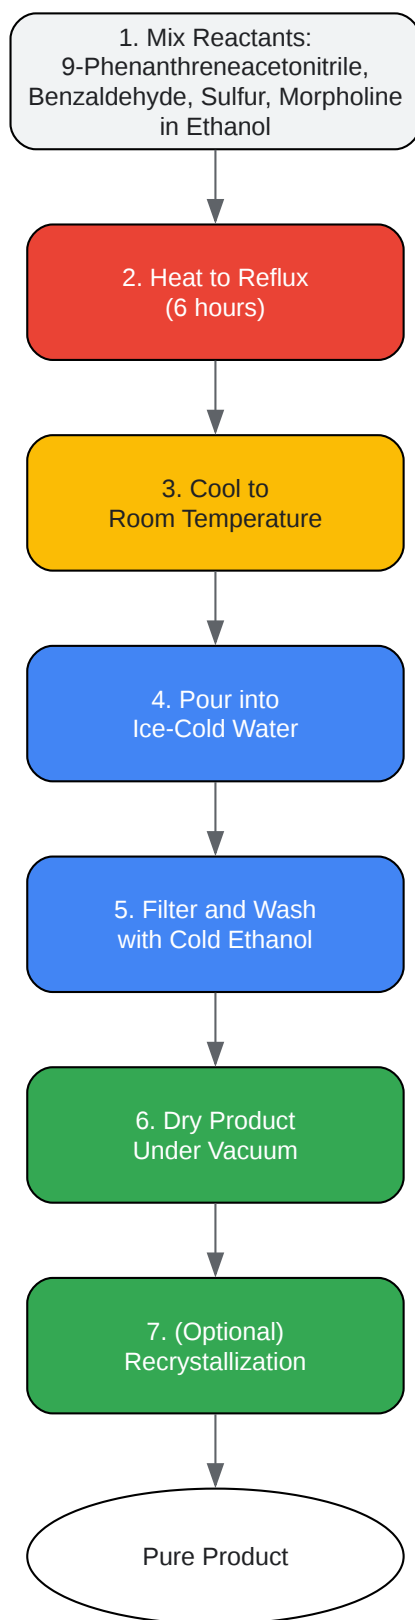 1. Mix Reactants:
9-Phenanthreneacetonitrile,
Benzaldehyde, Sulfur, Morpholine
in Ethanol
2. Heat to Reflux
(6 hours)
3. Cool to
Room Temperature
4. Pour into
Ice-Cold Water
5. Filter and Wash
with Cold Ethanol
6. Dry Product
Under Vacuum
7. (Optional)
Recrystallization
Pure Product